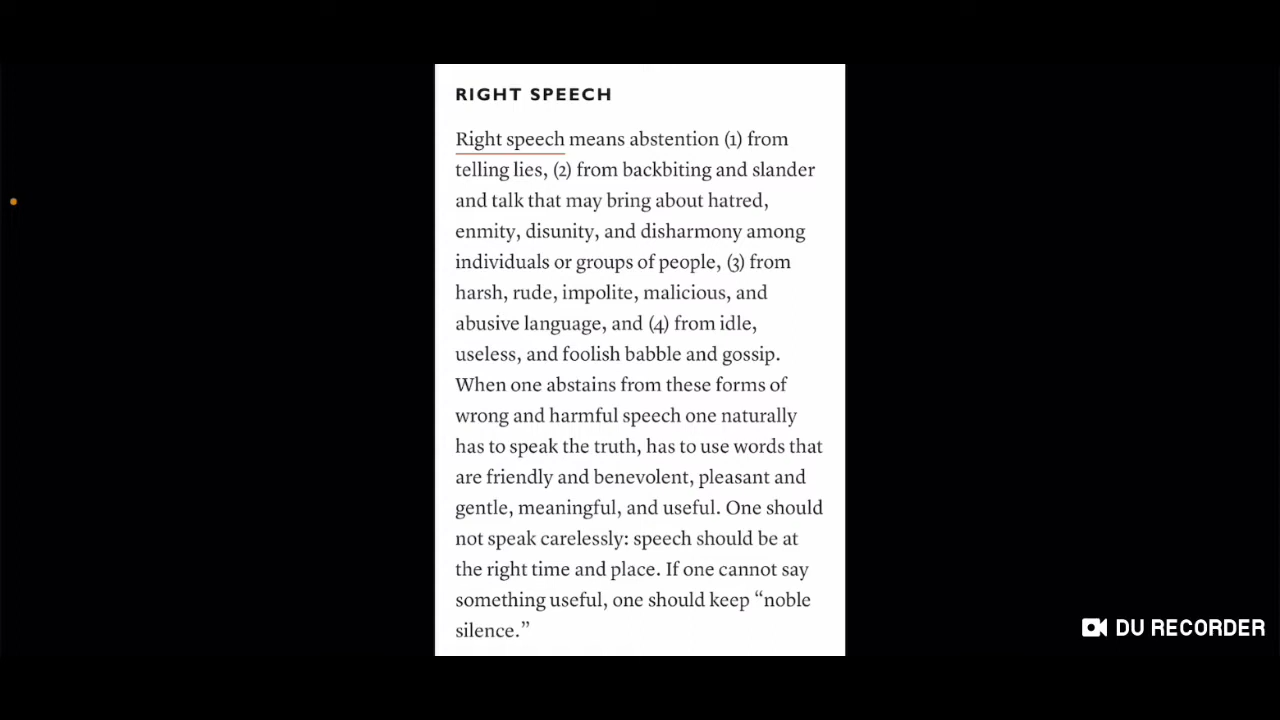 RIGHT SPEECH
Right speech means abstention (1) from
telling lies, (2) from backbiting and slander
and talk that may bring about hatred,
enmity, disunity, and disharmony among
individuals or groups of people, (3) from
harsh, rude, impolite, malicious, and
abusive language, and (4) from idle,
useless, and foolish babble and gossip.
When one abstains from these forms of
wrong and harmful speech one naturally
has to speak the truth, has to use words that
are friendly and benevolent, pleasant and
gentle, meaningful, and useful. One should
not speak carelessly: speech should be at
the right time and place. If one cannot say
something useful, one should keep “noble
silence.”
DU RECORDER